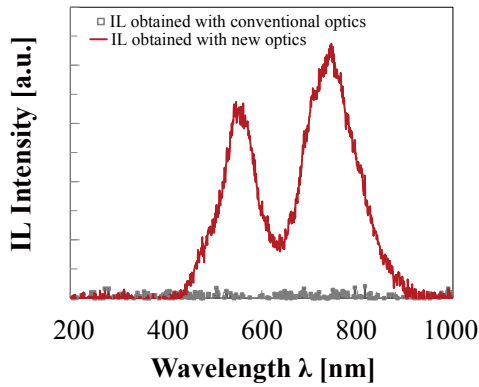 IL obtained with conventional optics
IL obtained with new optics
IL Intensity [a.u.]
200 400 600 800 1000
Wavelength λ [nm]